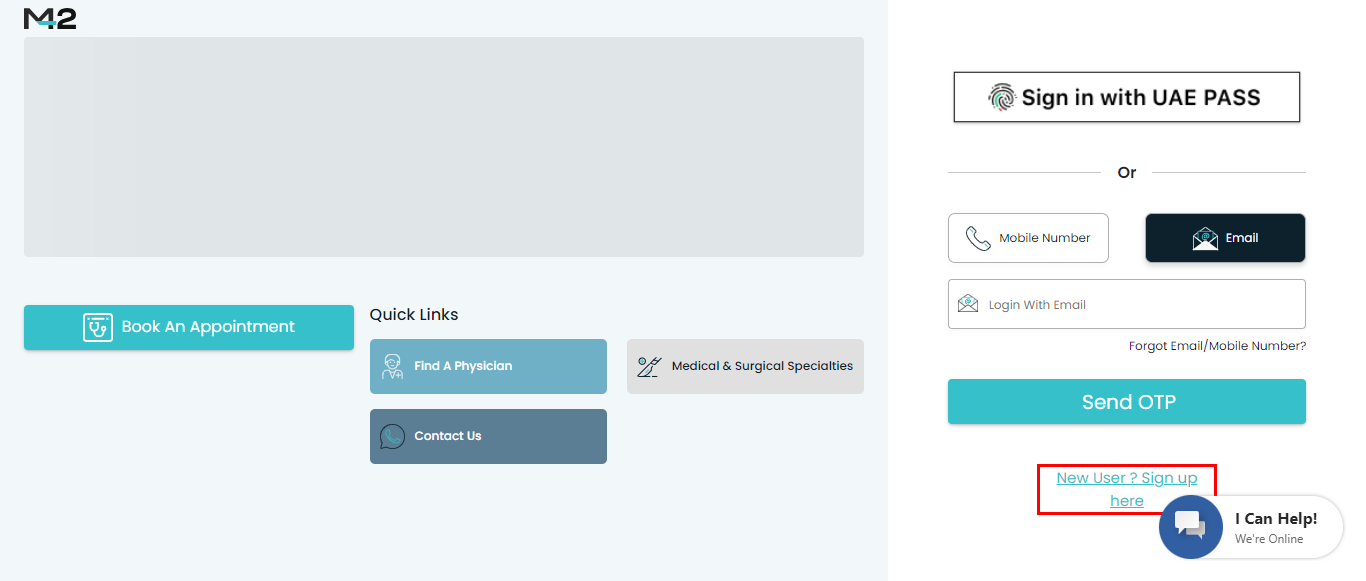 M42
Book An Appointment
Quick Links
Find A Physician
Medical & Surgical Specialties
Contact Us
Sign in with UAE PASS
Or
Mobile Number
Email
Login With Email
Forgot Email/Mobile Number?
Send OTP
New User ? Sign up
here
I Can Help!
We're Online